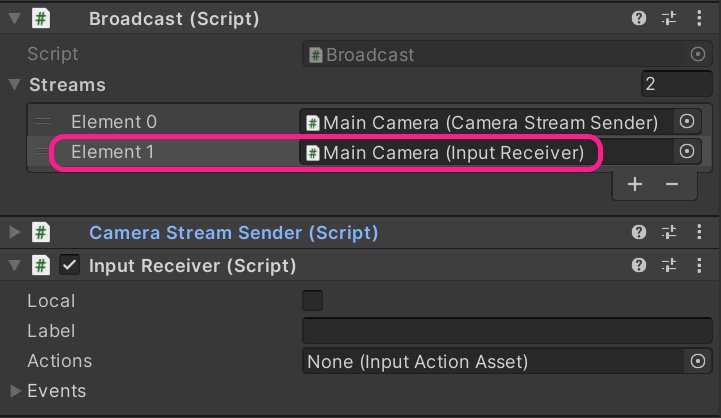 Broadcast (Script)
Script # Broadcast
Streams 2
Element 0 # Main Camera (Camera Stream Sender)
Element 1 # Main Camera (Input Receiver)
+ −
# Camera Stream Sender (Script)
# Input Receiver (Script)
Local
Label
Actions None (Input Action Asset)
Events